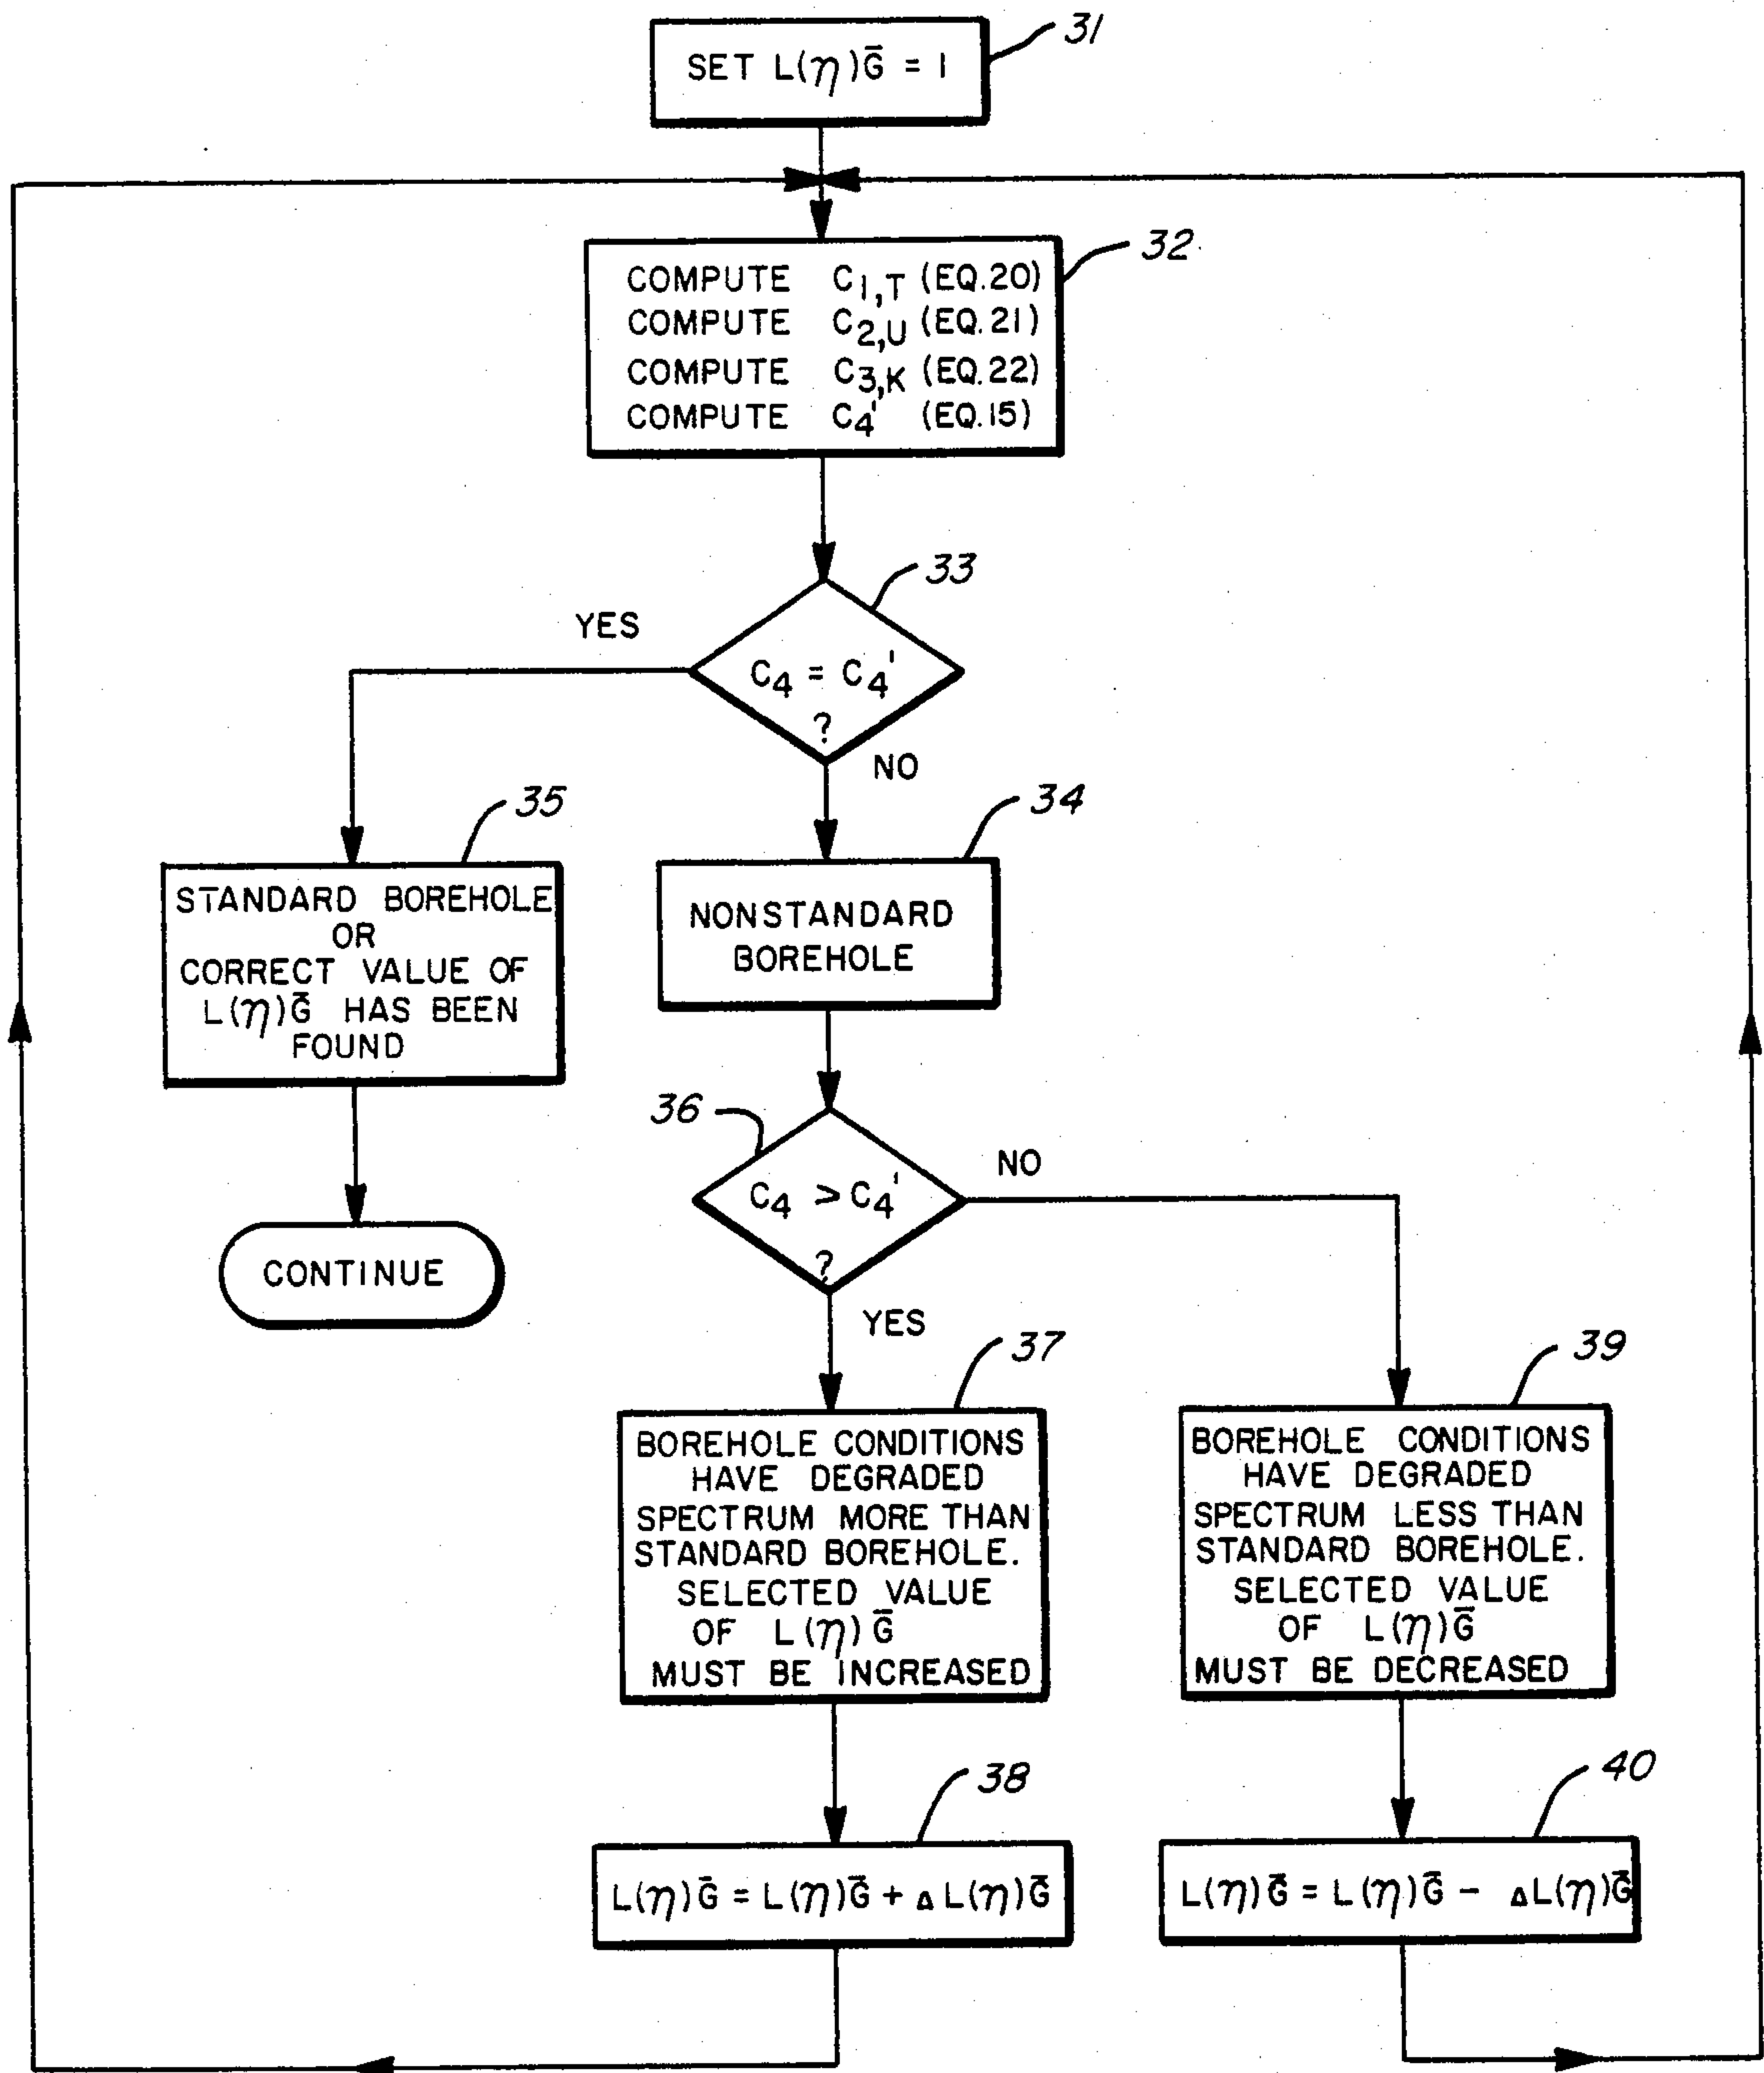 31
SET L(η)Ḡ = 1
32
COMPUTE C1,T (EQ.20)
COMPUTE C2,U (EQ.21)
COMPUTE C3,K (EQ.22)
COMPUTE C4' (EQ.15)
33
YES
C4 = C4'
?
NO
35
34
STANDARD BOREHOLE
OR
CORRECT VALUE OF
L(η)Ḡ HAS BEEN
FOUND
NONSTANDARD
BOREHOLE
36
NO
C4 > C4'
?
CONTINUE
YES
37
39
BOREHOLE CONDITIONS
HAVE DEGRADED
SPECTRUM MORE THAN
STANDARD BOREHOLE.
SELECTED VALUE
OF L(η)Ḡ
MUST BE INCREASED
BOREHOLE CONDITIONS
HAVE DEGRADED
SPECTRUM LESS THAN
STANDARD BOREHOLE.
SELECTED VALUE
OF L(η)Ḡ
MUST BE DECREASED
38
40
L(η)Ḡ = L(η)Ḡ + Δ L(η)Ḡ
L(η)Ḡ = L(η)Ḡ - ΔL(η)Ḡ